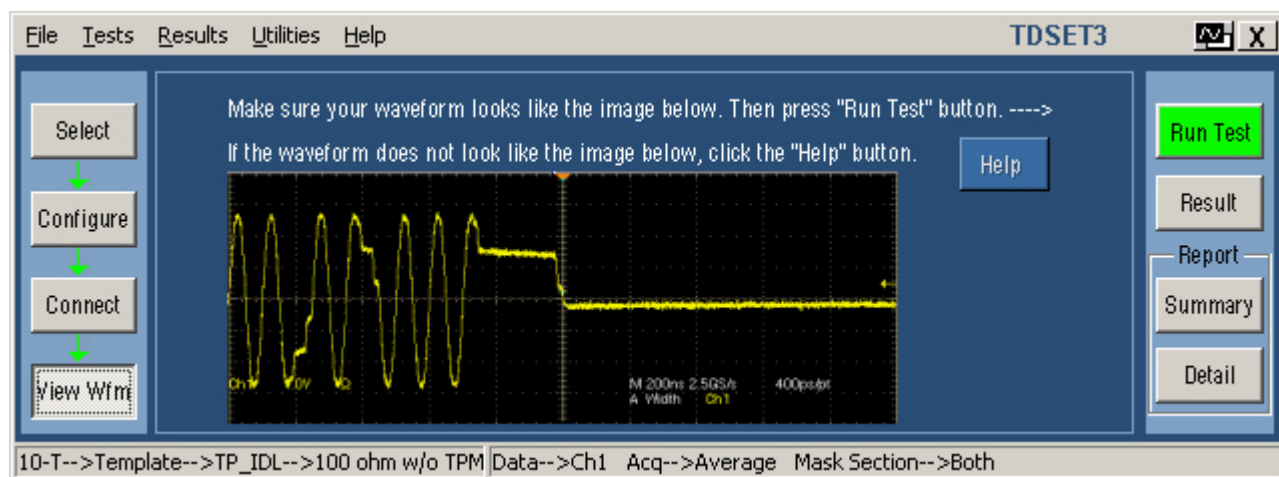 File Tests Results Utilities Help TDSET3 X
Make sure your waveform looks like the image below. Then press "Run Test" button. ---->
If the waveform does not look like the image below, click the "Help" button.
Help
Select
Configure
Connect
View Wfm
Run Test
Result
Report
Summary
Detail
M 200ns 2.5GS/s 400ps/pt
A Width Ch1
Ch1
10-T-->Template-->TP_IDL-->100 ohm w/o TPM Data-->Ch1 Acq-->Average Mask Section-->Both